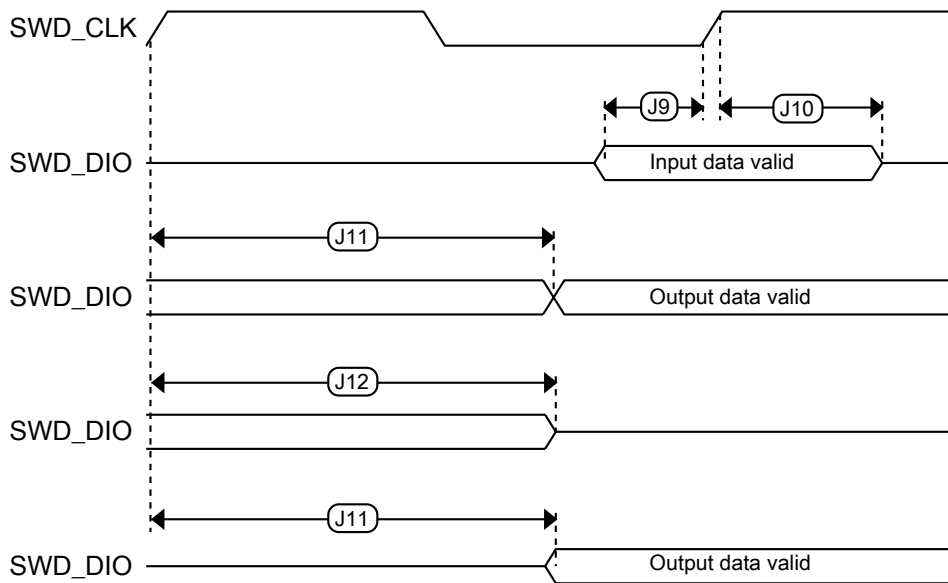 SWD_CLK
J9
J10
SWD_DIO
Input data valid
J11
SWD_DIO
Output data valid
J12
SWD_DIO
J11
SWD_DIO
Output data valid